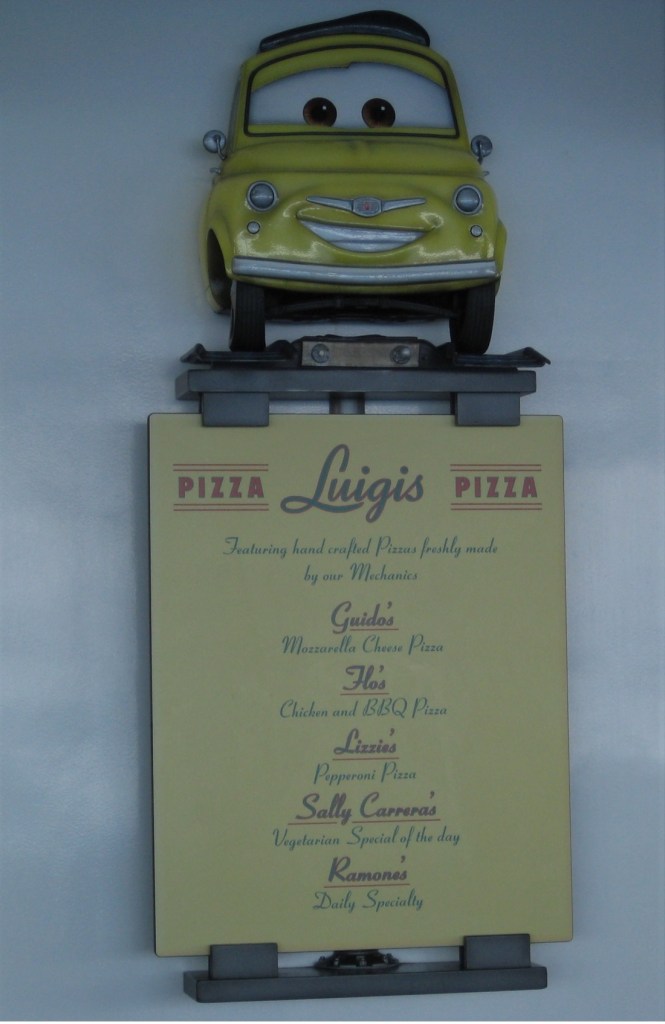 PIZZA Luigis PIZZA
Featuring hand crafted Pizzas freshly made
by our Mechanics
Guido's
Mozzarella Cheese Pizza
Flo's
Chicken and BBQ Pizza
Lizzie's
Pepperoni Pizza
Sally Carrera's
Vegetarian Special of the day
Ramone's
Daily Specialty